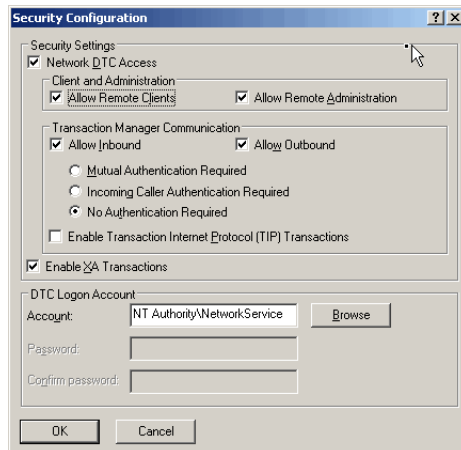 Security Configuration
Security Settings
Network DTC Access
Client and Administration
Allow Remote Clients Allow Remote Administration
Transaction Manager Communication
Allow Inbound Allow Outbound
Mutual Authentication Required
Incoming Caller Authentication Required
No Authentication Required
Enable Transaction Internet Protocol (TIP) Transactions
Enable XA Transactions
DTC Logon Account
Account: NT Authority\NetworkService Browse
Password:
Confirm password:
OK Cancel